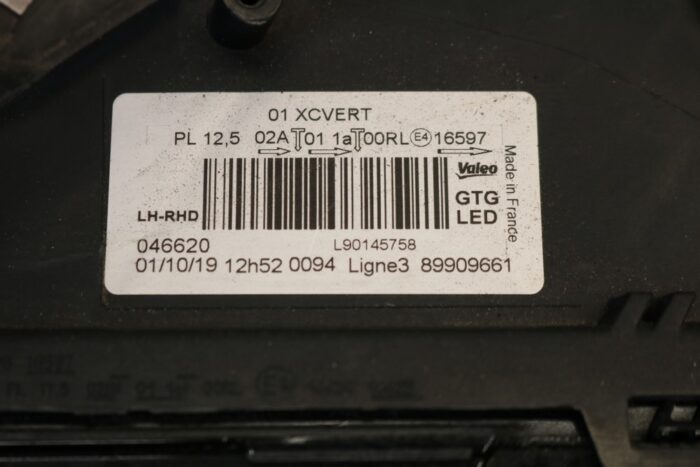 01 XCVERT
PL 12,5 02A 01 1a 00RL E4 16597
Valeo
GTG
LED
Made in France
LH-RHD
046620 L90145758
01/10/19 12h52 0094 Ligne3 89909661